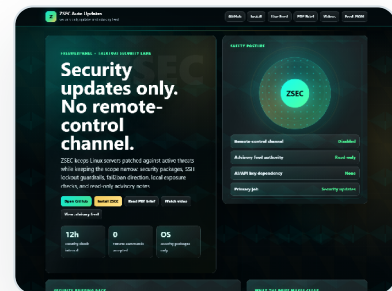 ZSEC Auto Updates
GitHub
Install
Live Feed
PDF Brief
Videos
Feed JSON
Security
updates only.
No remote-
control
channel.
ZSEC keeps Linux servers patched against active threats
while keeping the scope narrow: security packages, SSH
lockout guardrails, fail2ban direction, local exposure
checks, and read-only advisory notes.
Open GitHub
Install ZSEC
Read PDF Brief
Watch video
View advisory feed
12h
security check
interval
0
remote commands
accepted
OS
security packages
only
SAFETY POSTURE
ZSEC
Remote control channel
Disabled
Advisory feed authority
Read only
AI/API key dependency
None
Primary job
Security updates